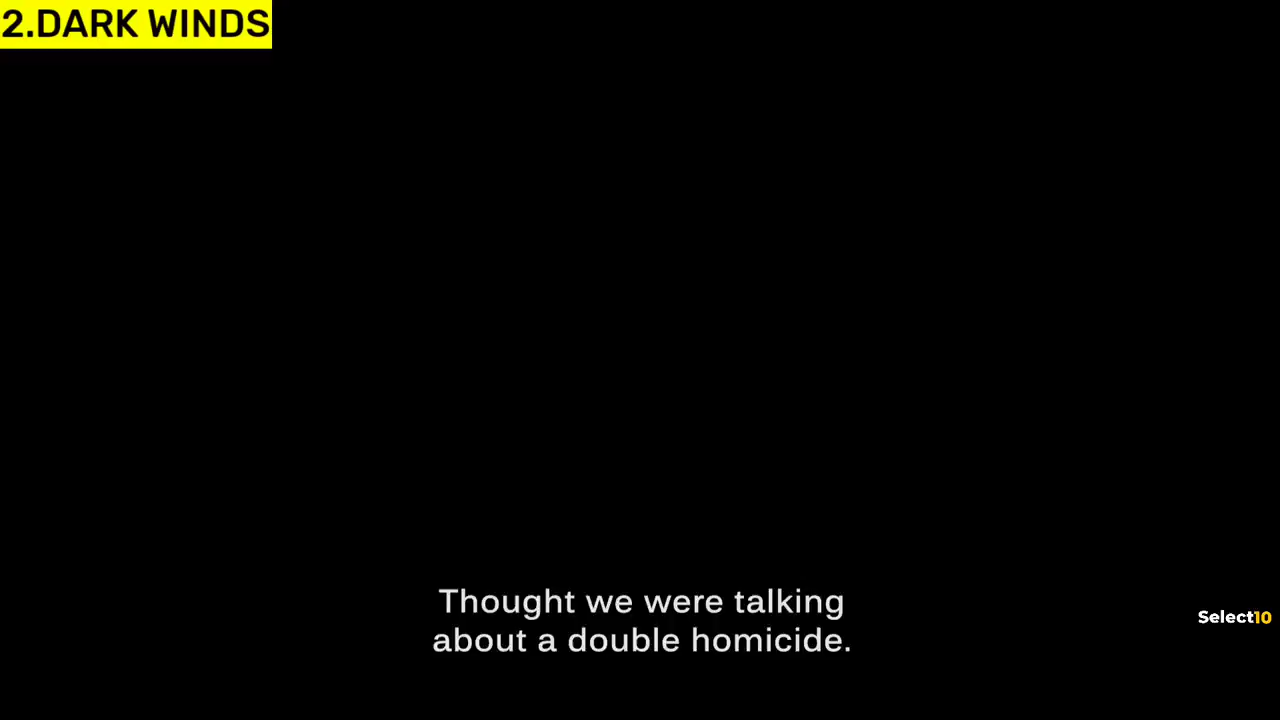 2.DARK WINDS
Thought we were talking
about a double homicide.
Select10